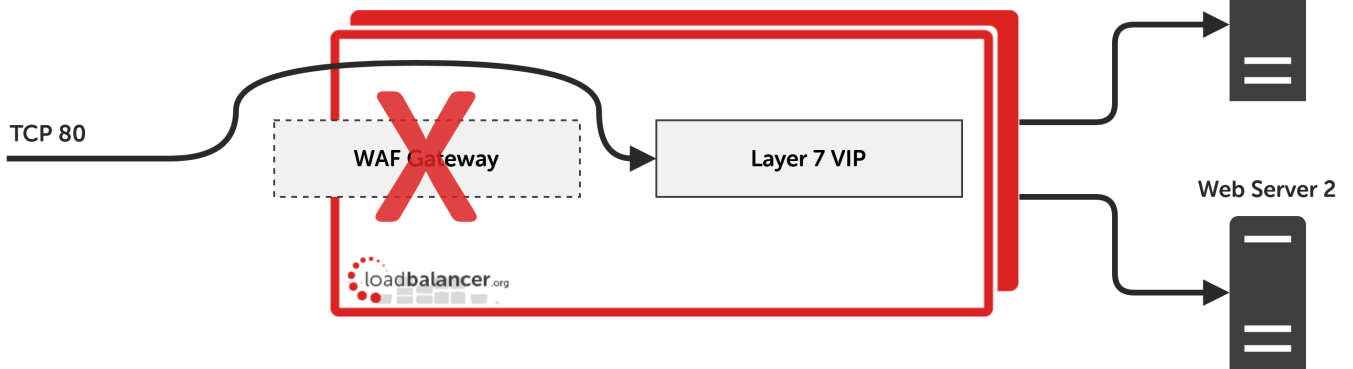 TCP 80
WAF Gateway
Layer 7 VIP
Web Server 2
loadbalancer.org